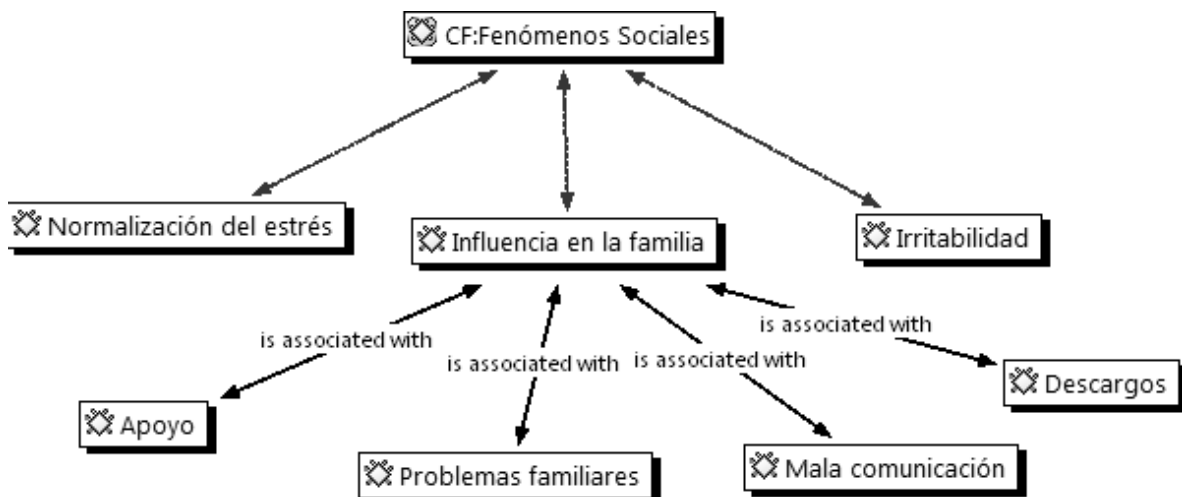 CF:Fenómenos Sociales
Normalización del estrés
Influencia en la familia
Irritabilidad
is associated with
is associated with
is associated with
is associated with
Apoyo
Problemas familiares
Mala comunicación
Descargos